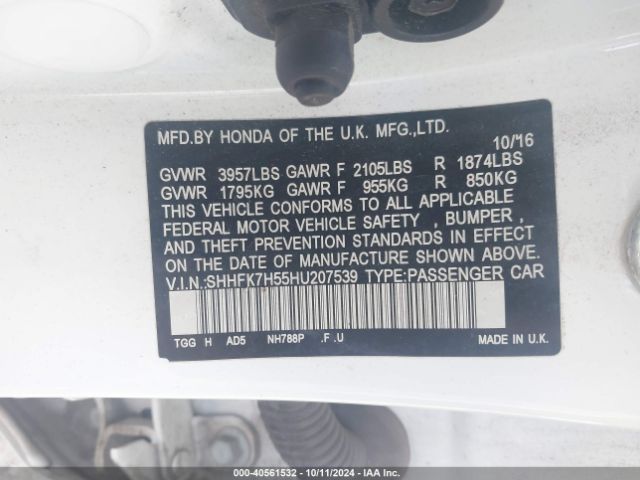 MFD.BY HONDA OF THE U.K. MFG.,LTD.
10/'16
GVWR 3957LBS GAWR F 2105LBS R 1874LBS
GVWR 1795KG GAWR F 955KG R 850KG
THIS VEHICLE CONFORMS TO ALL APPLICABLE
FEDERAL MOTOR VEHICLE SAFETY , BUMPER ,
AND THEFT PREVENTION STANDARDS IN EFFECT
ON THE DATE OF MANUFACTURE SHOWN ABOVE.
V.I.N.:SHHFK7H55HU207539 TYPE:PASSENGER CAR
TGG H AD5 NH788P .F .U MADE IN U.K.
000-40561532 - 10/11/2024 - IAA Inc.